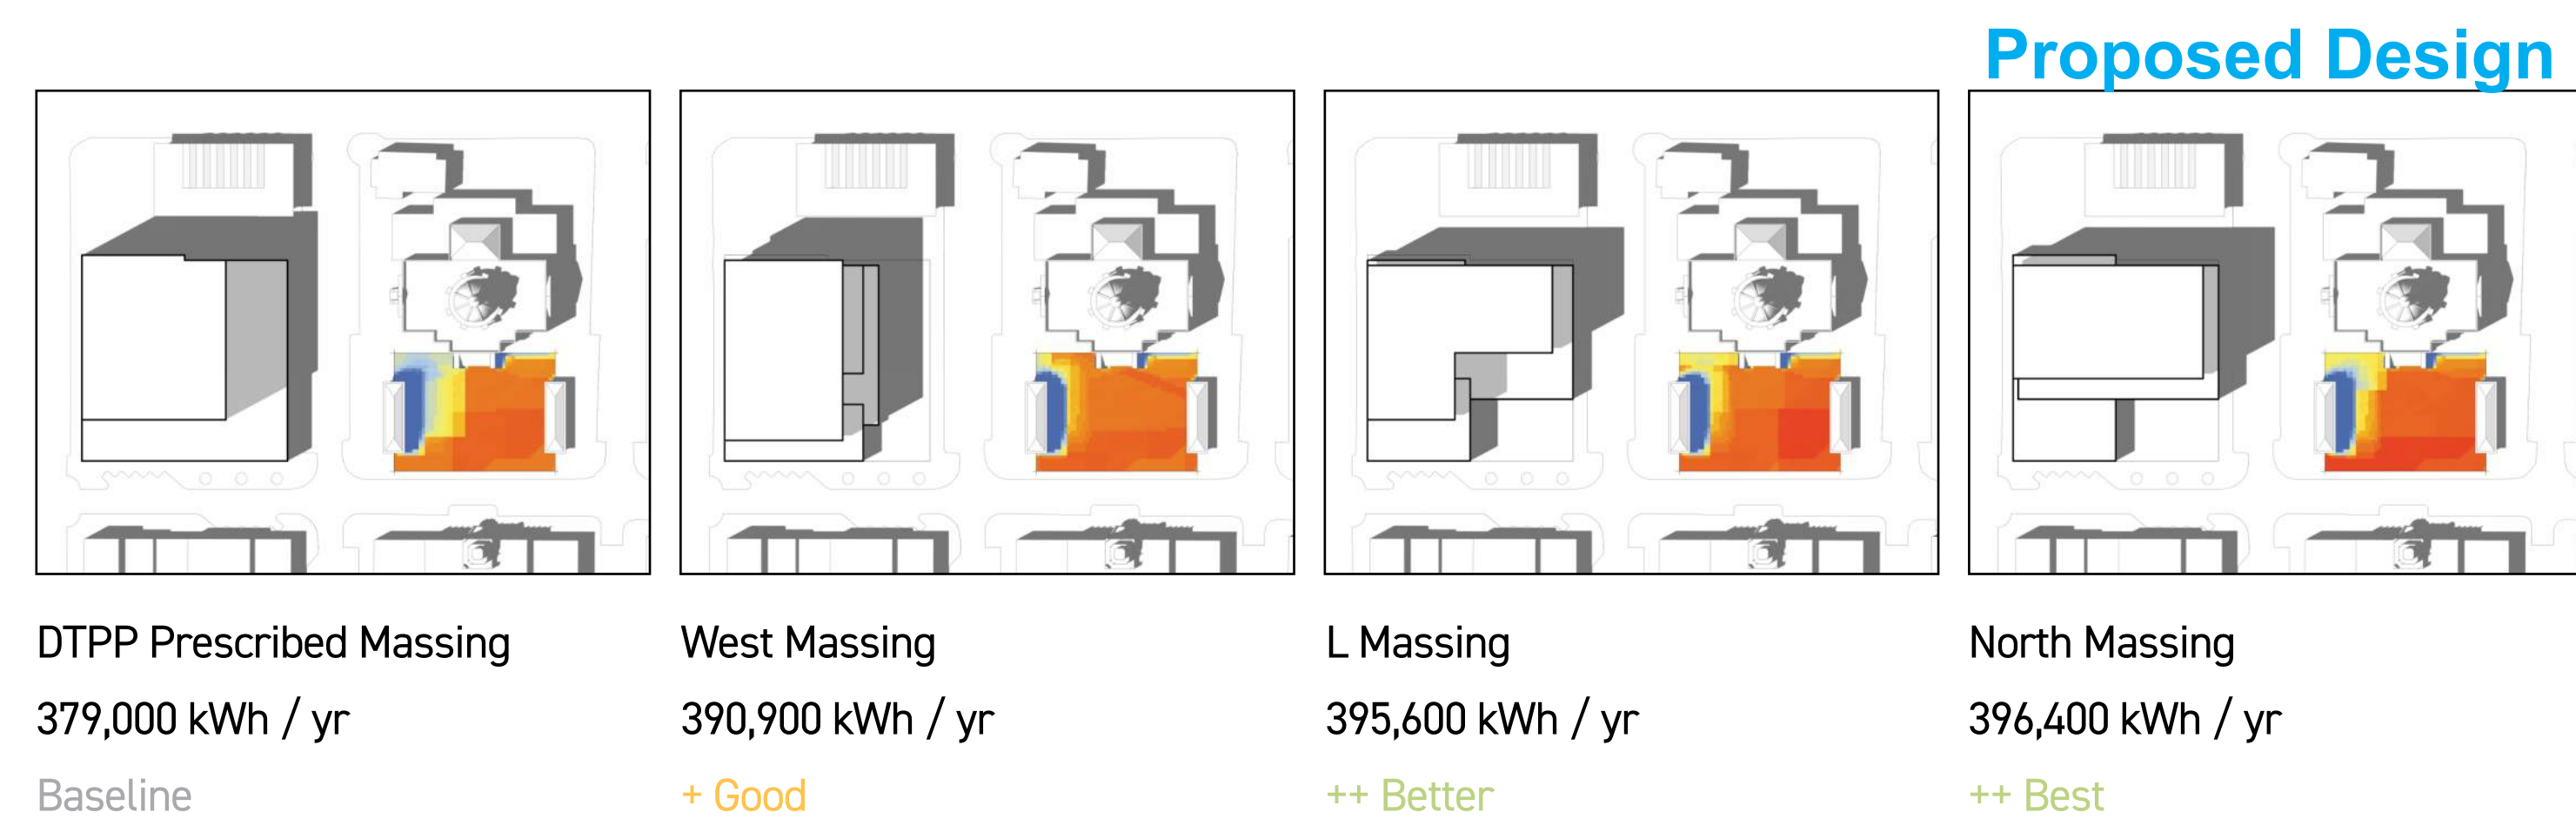 Proposed Design
DTPP Prescribed Massing
379,000 kWh / yr
Baseline
West Massing
390,900 kWh / yr
+ Good
L Massing
395,600 kWh / yr
++ Better
North Massing
396,400 kWh / yr
++ Best